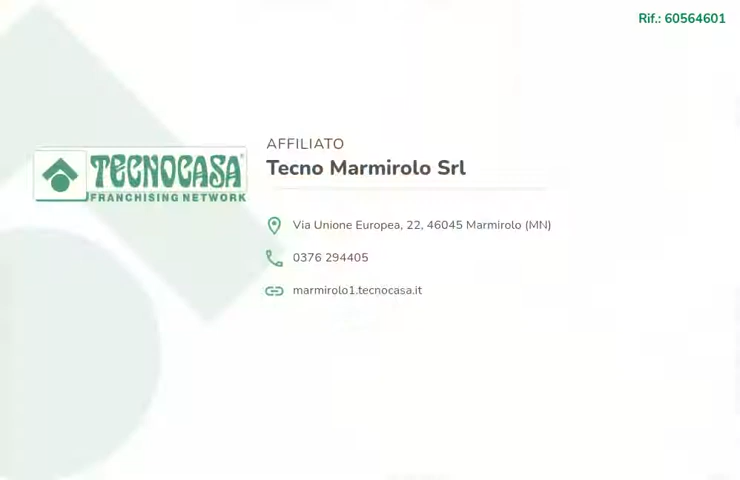 Rif.: 60564601
AFFILIATO
Tecno Marmirolo Srl
TECNOCASA
FRANCHISING NETWORK
Via Unione Europea, 22, 46045 Marmirolo (MN)
0376 294405
marmirolo1.tecnocasa.it